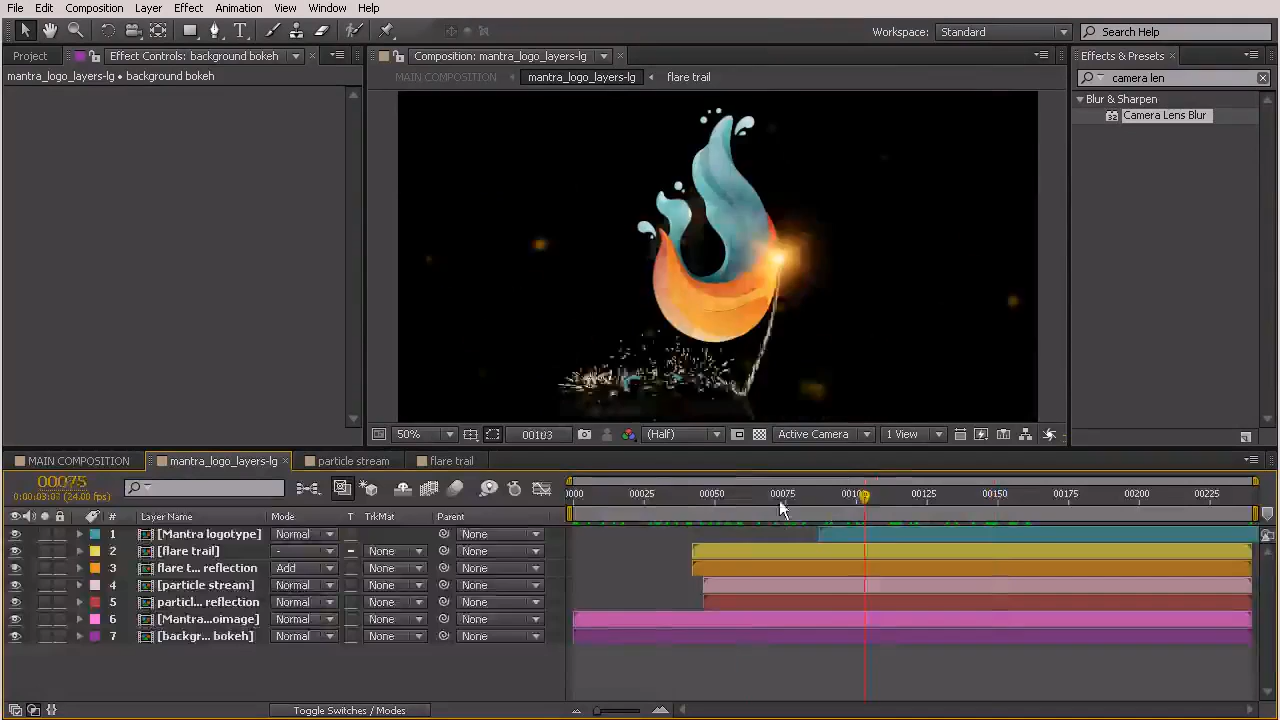 File Edit Composition Layer Effect Animation View Window Help
Workspace: Standard Search Help
Project Effect Controls: background bokeh Composition: mantra_logo_layers-lg Effects & Presets
mantra_logo_layers-lg • background bokeh MAIN COMPOSITION mantra_logo_layers-lg flare trail camera len
Blur & Sharpen
32 Camera Lens Blur
50% 00103 (Half) Active Camera 1 View
MAIN COMPOSITION mantra_logo_layers-lg particle stream flare trail
00075
0:00:03:03 (24.00 fps)
0000 00025 00050 00075 00100 00125 00150 00175 00200 00225
# Layer Name Mode T TrkMat Parent
1 [Mantra logotype] Normal None
2 [flare trail] - None None
3 flare t... reflection Add None None
4 [particle stream] Normal None None
5 particl... reflection Normal None None
6 [Mantra...oimage] Normal None None
7 [backgr... bokeh] Normal None None
Toggle Switches / Modes